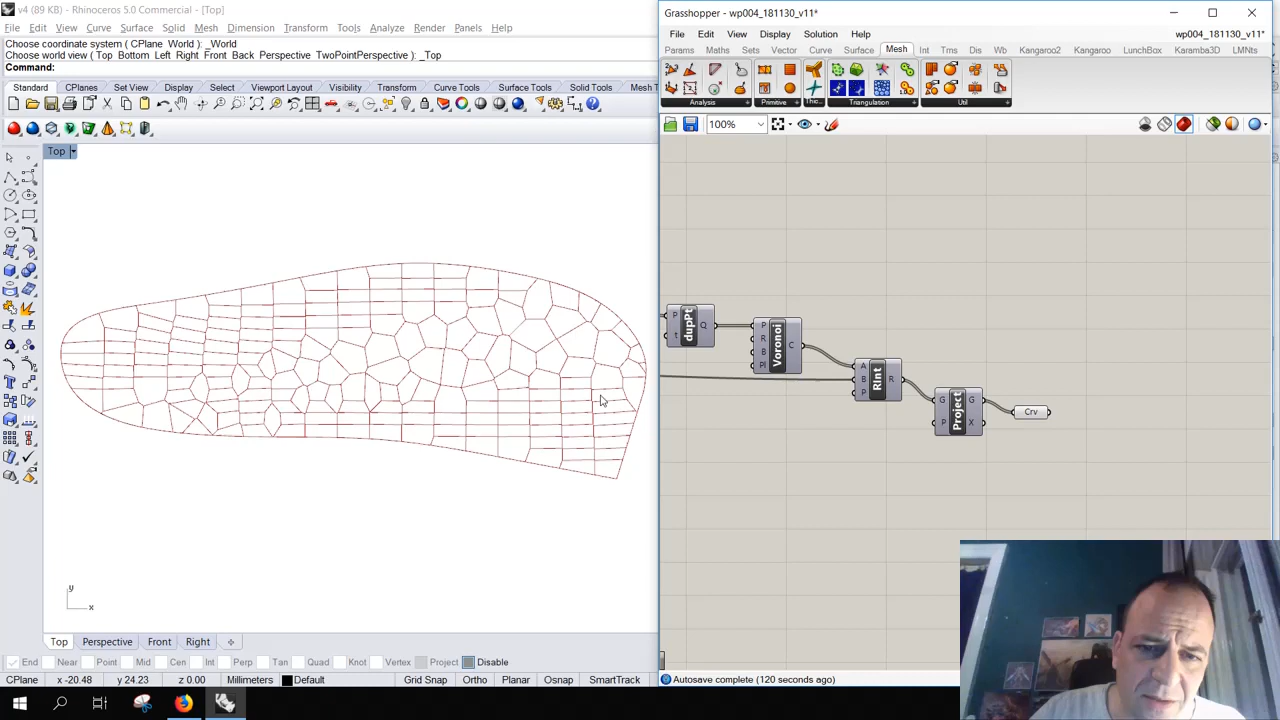 v4 (89 KB) - Rhinoceros 5.0 Commercial - [Top]
File Edit View Curve Surface Solid Mesh Dimension Transform Tools Analyze Render Panels Help
Choose coordinate system ( CPlane World ): _World
Choose world view ( Top Bottom Left Right Front Back Perspective TwoPointPerspective ): _Top
Command:
Standard CPlanes Set View Display Select Viewport Layout Visibility Transform Curve Tools Surface Tools Solid Tools Mesh T
Top
y
x
Top Perspective Front Right
End Near Point Mid Cen Int Perp Tan Quad Knot Vertex Project Disable
CPlane x -20.48 y 24.23 z 0.00 Millimeters Default Grid Snap Ortho Planar Osnap SmartTrack
Grasshopper - wp004_181130_v11*
File Edit View Display Solution Help wp004_181130_v11*
Params Maths Sets Vector Curve Surface Mesh Int Trns Dis Wb Kangaroo2 Kangaroo LunchBox Karamba3D LMNts
Analysis Primitive Thic... Triangulation Util
100%
P t dupPt Q
P R B Pl Voronoi C
A B P RInt R
G P Project G X
Crv
Autosave complete (120 seconds ago)